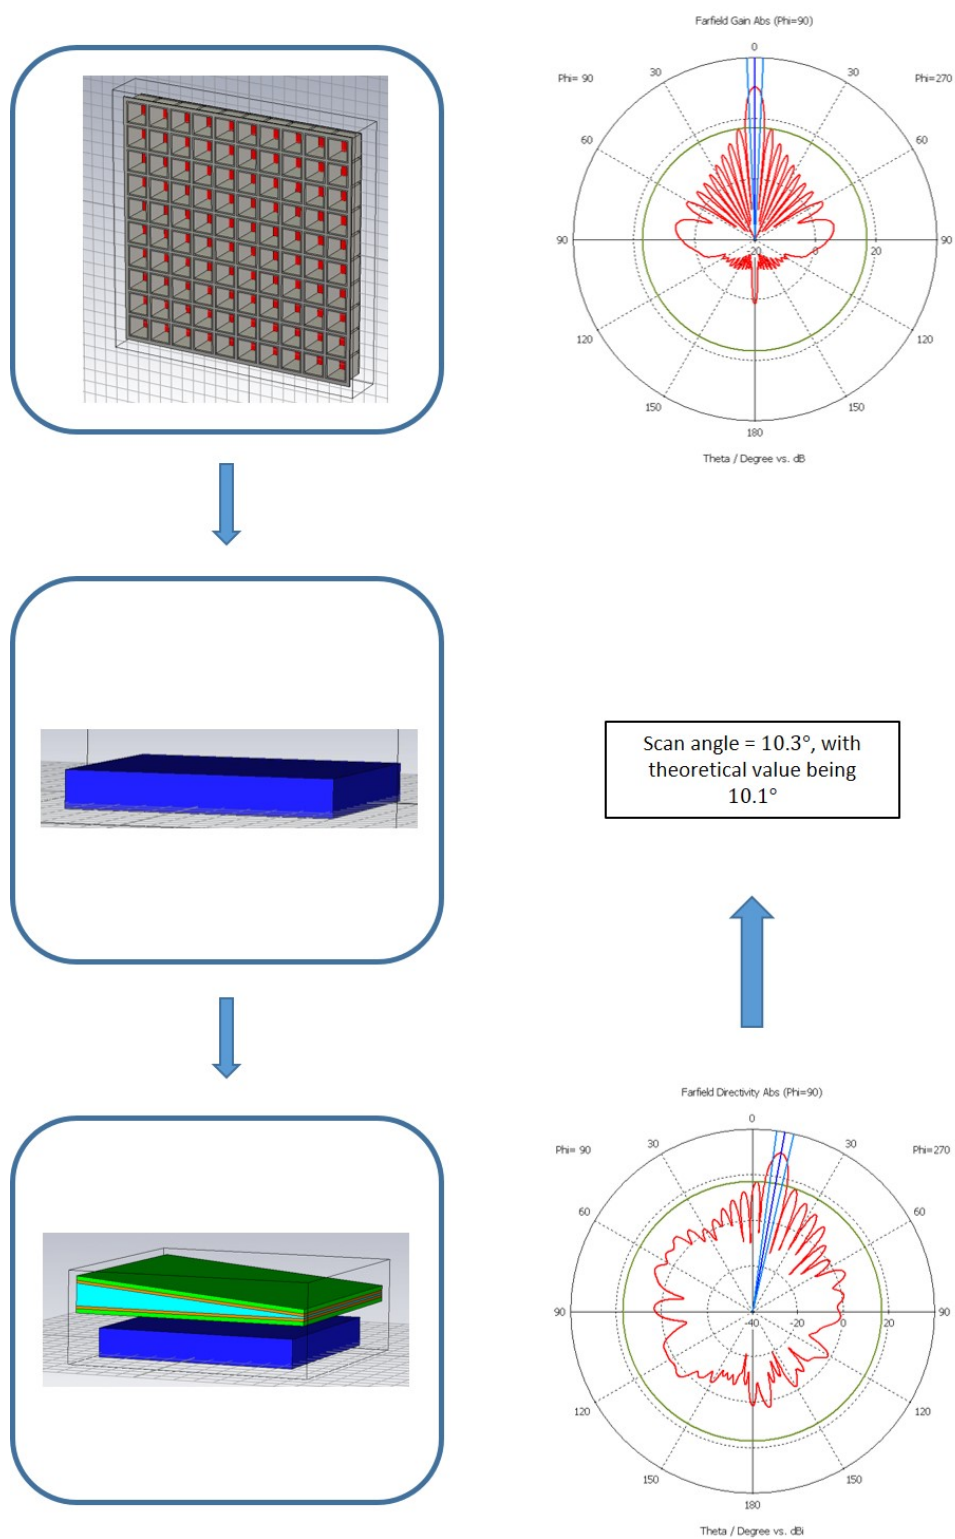 Farfield Gain Abs (Phi=90)
0
Phi= 90 30 30 Phi=270
60 60
90 -20 0 20 90
120 120
150 150
180
Theta / Degree vs. dB
Scan angle = 10.3°, with
theoretical value being
10.1°
Farfield Directivity Abs (Phi=90)
0
Phi= 90 30 30 Phi=270
60 60
90 -40 -20 0 20 90
120 120
150 150
180
Theta / Degree vs. dBi